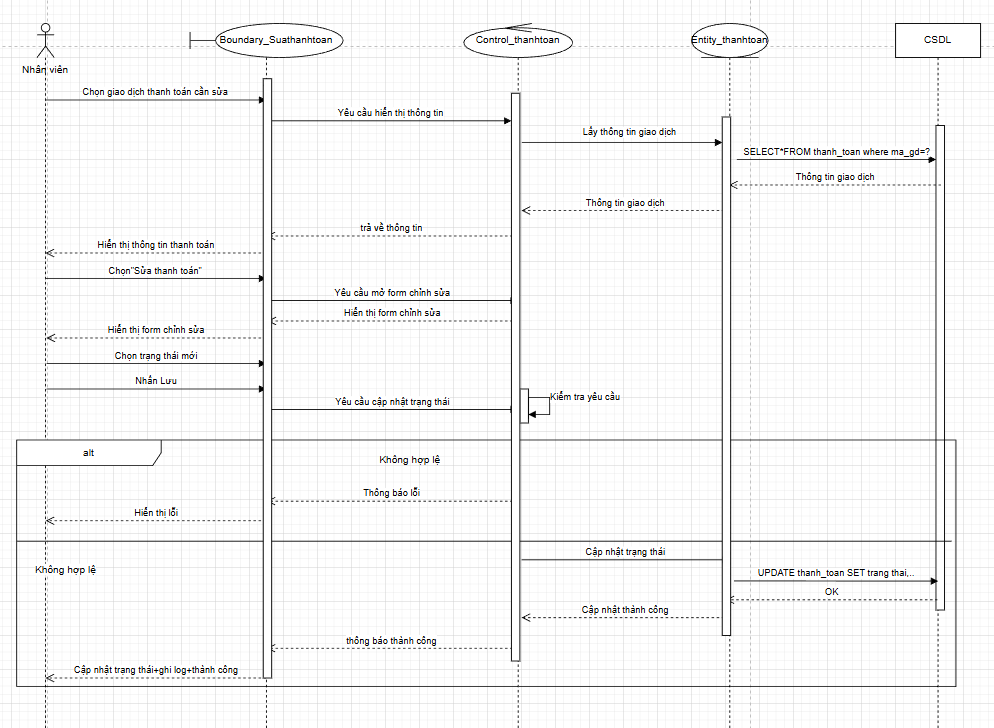 Boundary_Suathanhtoan
Control_thanhtoan
Entity_thanhtoan
CSDL
Nhân viên
Chọn giao dịch thanh toán cần sửa
Yêu cầu hiển thị thông tin
Lấy thông tin giao dịch
SELECT*FROM thanh_toan where ma_gd=?
Thông tin giao dịch
Thông tin giao dịch
trả về thông tin
Hiển thị thông tin thanh toán
Chọn"Sửa thanh toán"
Yêu cầu mở form chỉnh sửa
Hiển thị form chỉnh sửa
Hiển thị form chỉnh sửa
Chọn trạng thái mới
Nhấn Lưu
Yêu cầu cập nhật trạng thái
Kiểm tra yêu cầu
alt
Không hợp lệ
Thông báo lỗi
Hiển thị lỗi
Cập nhật trạng thái
Không hợp lệ
UPDATE thanh_toan SET trang thai,..
OK
Cập nhật thành công
thông báo thành công
Cập nhật trạng thái+ghi log+thành công